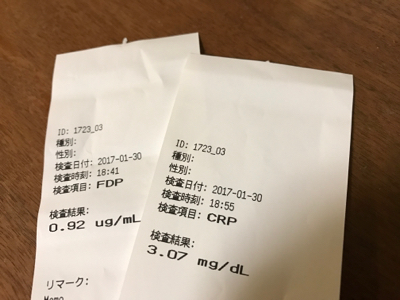 ID: 1723_03
種別:
性別:
検査日付: 2017-01-30
検査時刻: 18:41
検査項目: FDP
検査結果:
0.92 ug/mL
リマーク:
ID: 1723_03
種別:
性別:
検査日付: 2017-01-30
検査時刻: 18:55
検査項目: CRP
検査結果:
3.07 mg/dL